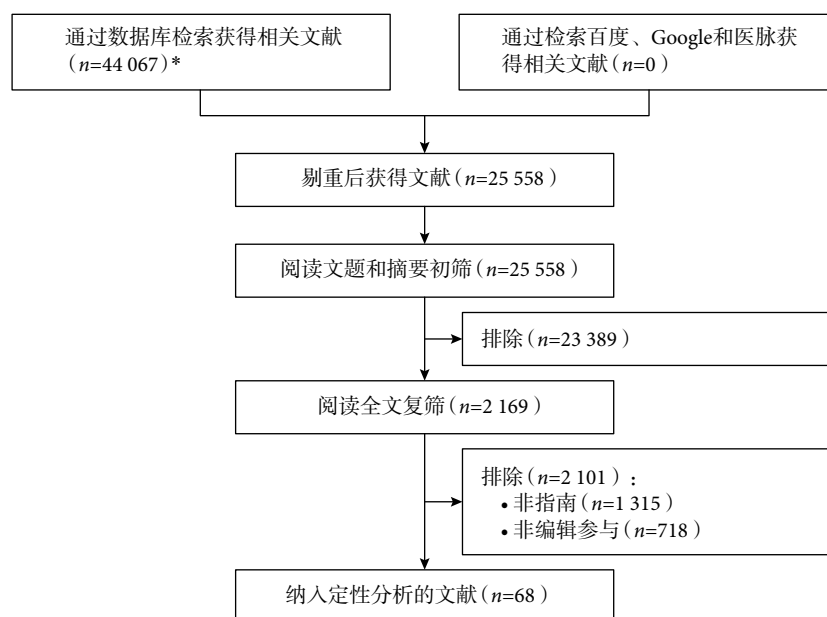 通过数据库检索获得相关文献
(n=44 067)*
通过检索百度、Google和医脉获
得相关文献(n=0)
剔重后获得文献(n=25 558)
阅读文题和摘要初筛(n=25 558)
排除(n=23 389)
阅读全文复筛(n=2 169)
排除(n=2 101):
• 非指南(n=1 315)
• 非编辑参与(n=718)
纳入定性分析的文献(n=68)